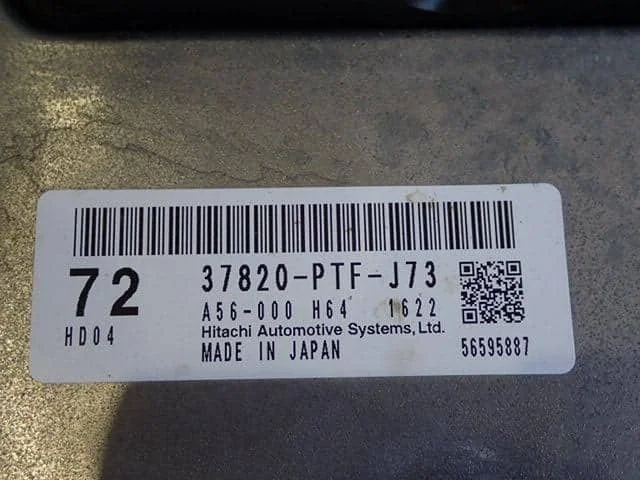 72 37820-PTF-J73
HD04 A56-000 H64 1622
Hitachi Automotive Systems, Ltd.
MADE IN JAPAN 56595887